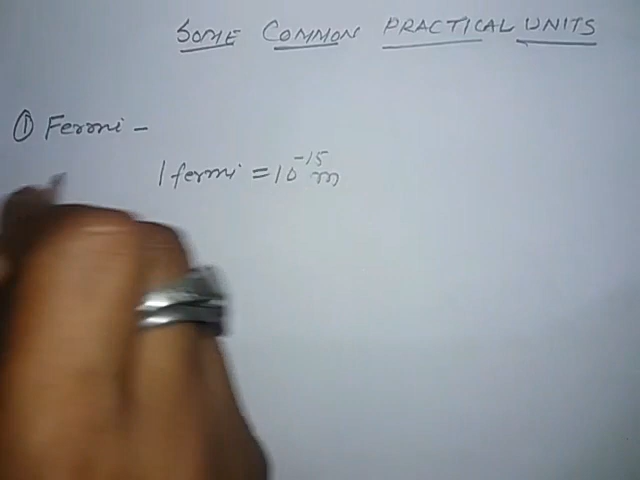 SOME COMMON PRACTICAL UNITS
① Fermi -
1 fermi = 10⁻¹⁵ m